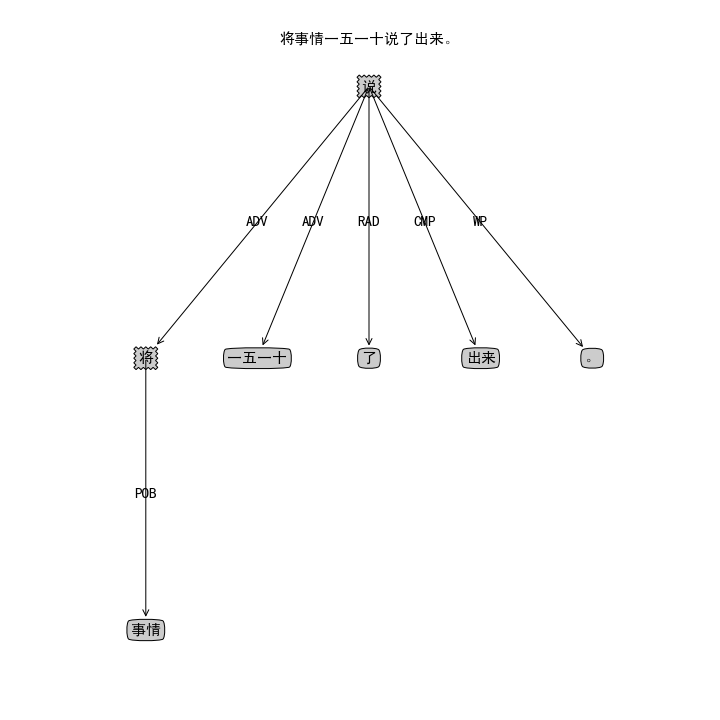 将事情一五一十说了出来。
说
ADV ADV RAD CMP WP
将 一五一十 了 出来 。
POB
事情